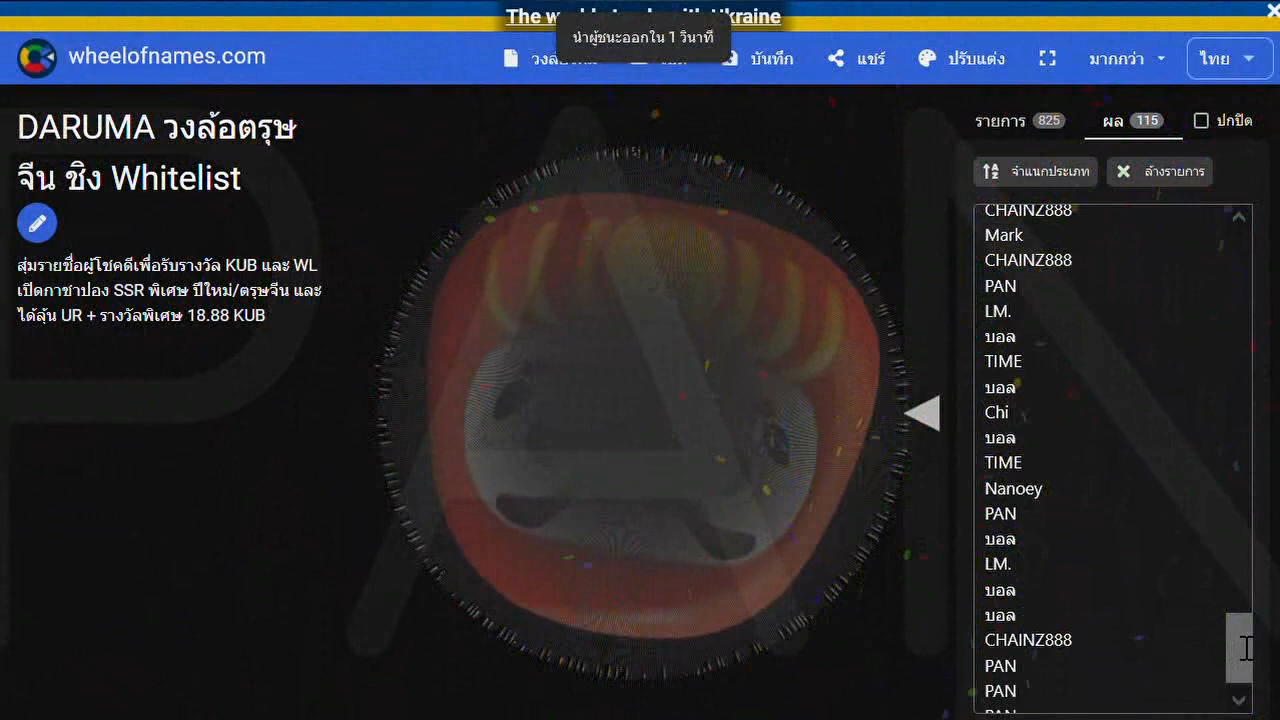 The world stands with Ukraine
นำผู้ชนะออกใน 1 วินาที
wheelofnames.com
บันทึก
แชร์
ปรับแต่ง
มากกว่า
ไทย
DARUMA วงล้อตรุษ
จีน ชิง Whitelist
สุ่มรายชื่อผู้โชคดีเพื่อรับรางวัล KUB และ WL
เปิดกาชาปอง SSR พิเศษ ปีใหม่/ตรุษจีน และ
ได้ลุ้น UR + รางวัลพิเศษ 18.88 KUB
รายการ 825
ผล 115
ปกปิด
จำแนกประเภท
ล้างรายการ
CHAINZ888
Mark
CHAINZ888
PAN
LM.
บอล
TIME
บอล
Chi
บอล
TIME
Nanoey
PAN
บอล
LM.
บอล
บอล
CHAINZ888
PAN
PAN
PAN